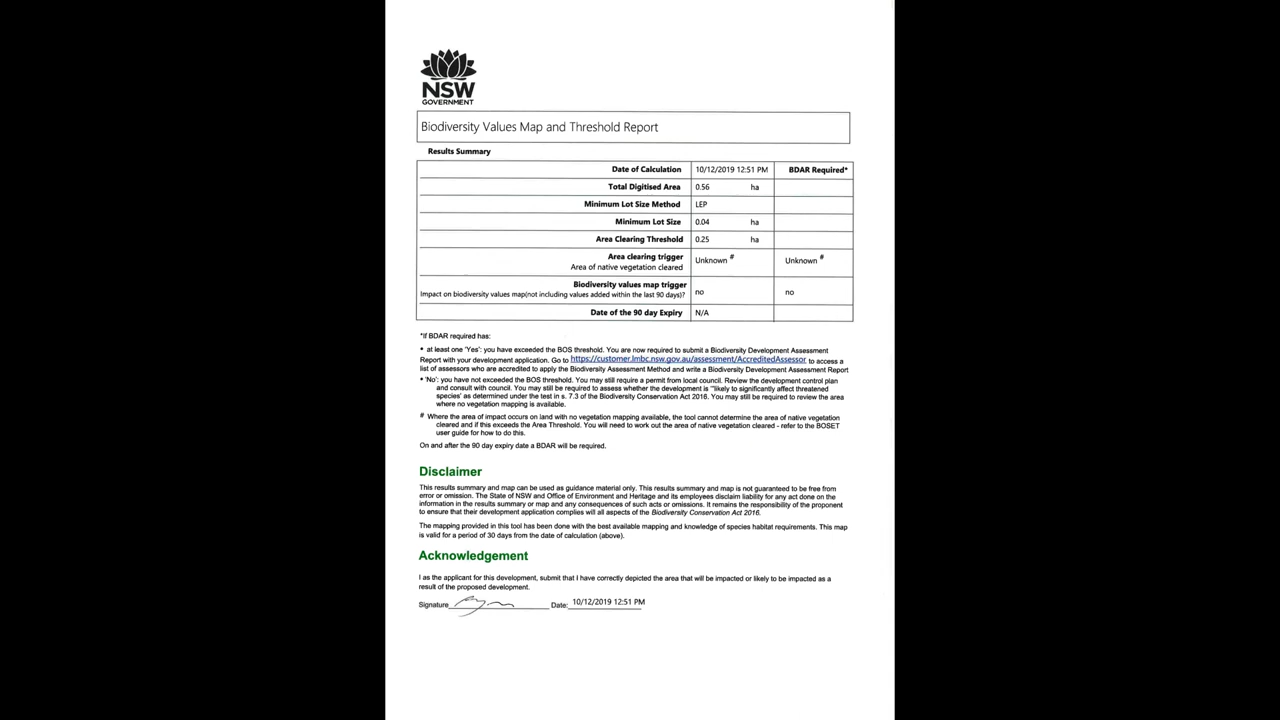 NSW
GOVERNMENT
Biodiversity Values Map and Threshold Report
Results Summary
Date of Calculation 10/12/2019 12:51 PM BDAR Required*
Total Digitised Area 0.56 ha
Minimum Lot Size Method LEP
Minimum Lot Size 0.04 ha
Area Clearing Threshold 0.25 ha
Area clearing trigger
Area of native vegetation cleared Unknown # Unknown #
Biodiversity values map trigger
Impact on biodiversity values map(not including values added within the last 90 days)? no no
Date of the 90 day Expiry N/A
*If BDAR required has:
• at least one 'Yes': you have exceeded the BOS threshold. You are now required to submit a Biodiversity Development Assessment
Report with your development application. Go to https://customer.lmbc.nsw.gov.au/assessment/AccreditedAssessor to access a
list of assessors who are accredited to apply the Biodiversity Assessment Method and write a Biodiversity Development Assessment Report
• 'No': you have not exceeded the BOS threshold. You may still require a permit from local council. Review the development control plan
and consult with council. You may still be required to assess whether the development is "likely to significantly affect threatened
species' as determined under the test in s. 7.3 of the Biodiversity Conservation Act 2016. You may still be required to review the area
where no vegetation mapping is available.
# Where the area of impact occurs on land with no vegetation mapping available, the tool cannot determine the area of native vegetation
cleared and if this exceeds the Area Threshold. You will need to work out the area of native vegetation cleared - refer to the BOSET
user guide for how to do this.
On and after the 90 day expiry date a BDAR will be required.
Disclaimer
This results summary and map can be used as guidance material only. This results summary and map is not guaranteed to be free from
error or omission. The State of NSW and Office of Environment and Heritage and its employees disclaim liability for any act done on the
information in the results summary or map and any consequences of such acts or omissions. It remains the responsibility of the proponent
to ensure that their development application complies will all aspects of the Biodiversity Conservation Act 2016.
The mapping provided in this tool has been done with the best available mapping and knowledge of species habitat requirements. This map
is valid for a period of 30 days from the date of calculation (above).
Acknowledgement
I as the applicant for this development, submit that I have correctly depicted the area that will be impacted or likely to be impacted as a
result of the proposed development.
Signature Date: 10/12/2019 12:51 PM